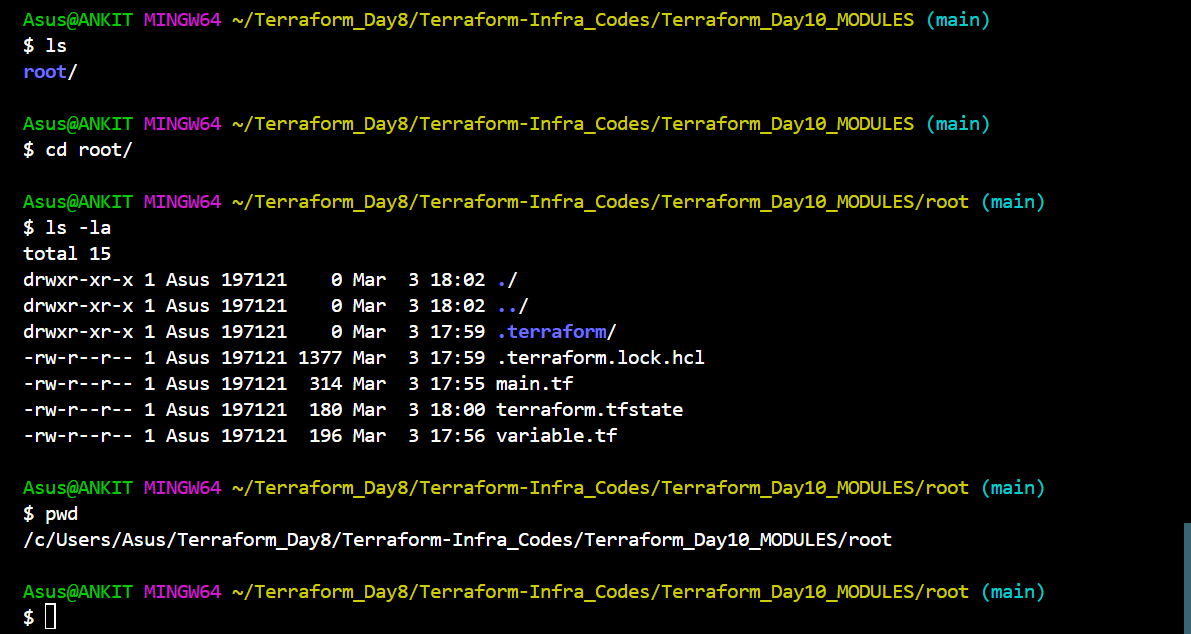 Asus@ANKIT MINGW64 ~/Terraform_Day8/Terraform-Infra_Codes/Terraform_Day10_MODULES (main)
$ ls
root/
Asus@ANKIT MINGW64 ~/Terraform_Day8/Terraform-Infra_Codes/Terraform_Day10_MODULES (main)
$ cd root/
Asus@ANKIT MINGW64 ~/Terraform_Day8/Terraform-Infra_Codes/Terraform_Day10_MODULES/root (main)
$ ls -la
total 15
drwxr-xr-x 1 Asus 197121    0 Mar  3 18:02 ./
drwxr-xr-x 1 Asus 197121    0 Mar  3 18:02 ../
drwxr-xr-x 1 Asus 197121    0 Mar  3 17:59 .terraform/
-rw-r--r-- 1 Asus 197121 1377 Mar  3 17:59 .terraform.lock.hcl
-rw-r--r-- 1 Asus 197121  314 Mar  3 17:55 main.tf
-rw-r--r-- 1 Asus 197121  180 Mar  3 18:00 terraform.tfstate
-rw-r--r-- 1 Asus 197121  196 Mar  3 17:56 variable.tf
Asus@ANKIT MINGW64 ~/Terraform_Day8/Terraform-Infra_Codes/Terraform_Day10_MODULES/root (main)
$ pwd
/c/Users/Asus/Terraform_Day8/Terraform-Infra_Codes/Terraform_Day10_MODULES/root
Asus@ANKIT MINGW64 ~/Terraform_Day8/Terraform-Infra_Codes/Terraform_Day10_MODULES/root (main)
$